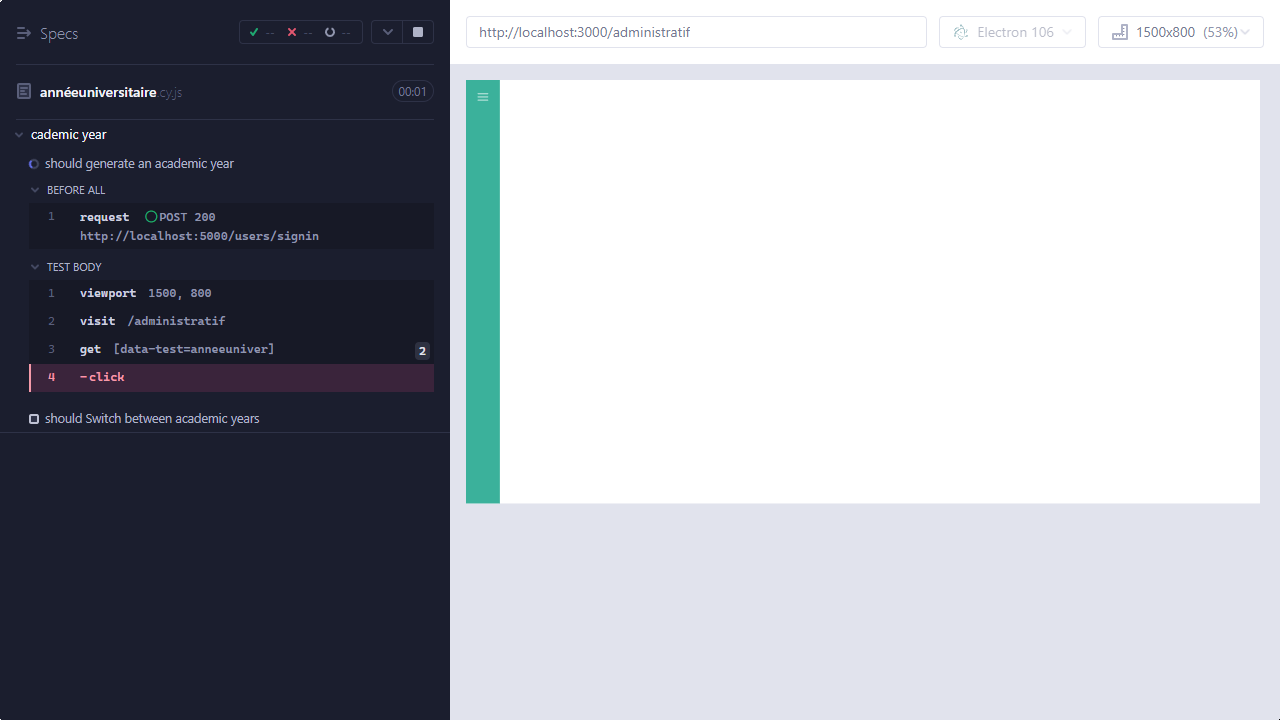 Specs
--
--
--
annéeuniversitaire.cy.js
00:01
cademic year
should generate an academic year
BEFORE ALL
1 request POST 200
http://localhost:5000/users/signin
TEST BODY
1 viewport 1500, 800
2 visit /administratif
3 get [data-test=anneeuniver] 2
4 -click
should Switch between academic years
http://localhost:3000/administratif
Electron 106
1500x800 (53%)